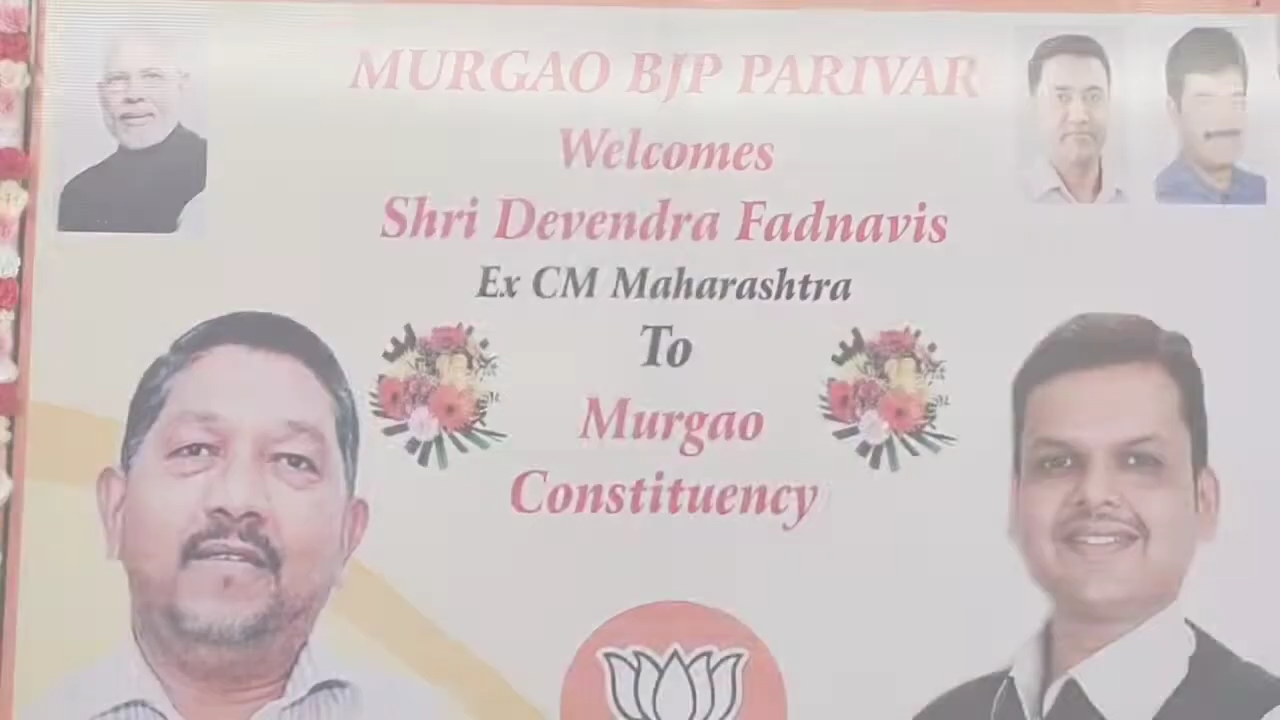 MURGAO BJP PARIVAR
Welcomes
Shri Devendra Fadnavis
Ex CM Maharashtra
To
Murgao
Constituency